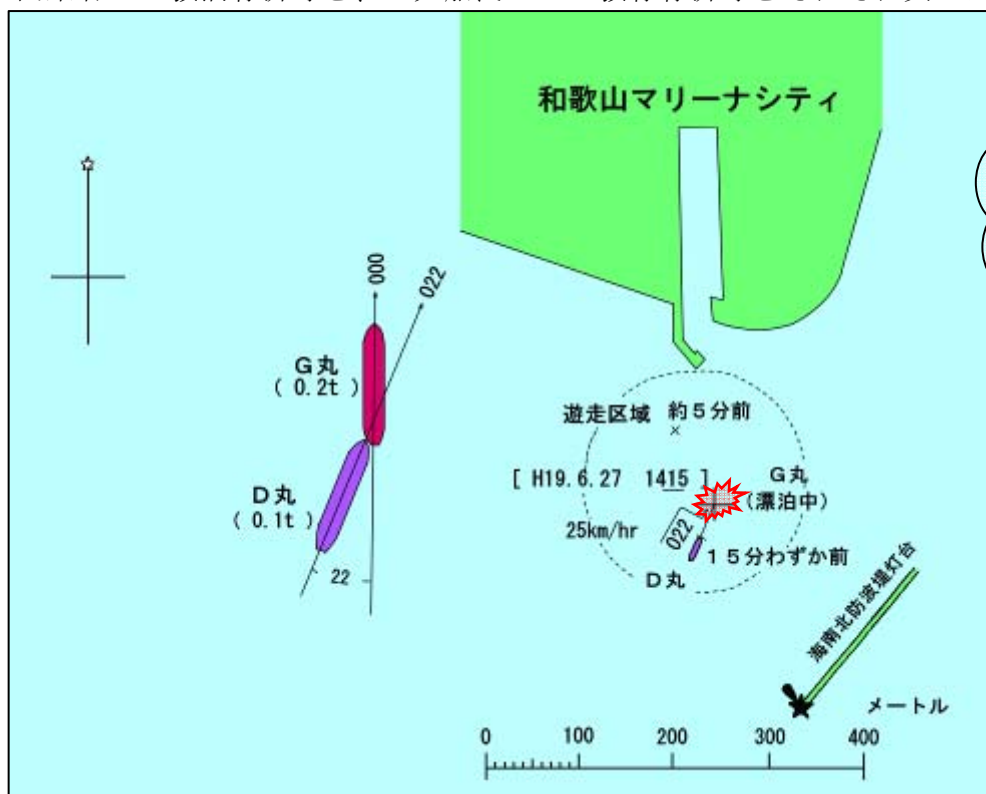 和歌山マリーナシティ
000
022
G丸
( 0.2t )
D丸
( 0.1t )
22
遊走区域 約5分前
[ H19.6.27 1415 ]
G丸
(漂泊中)
25km/hr
022
15分わずか前
D丸
海南北防波堤灯台
メートル
0 100 200 300 400